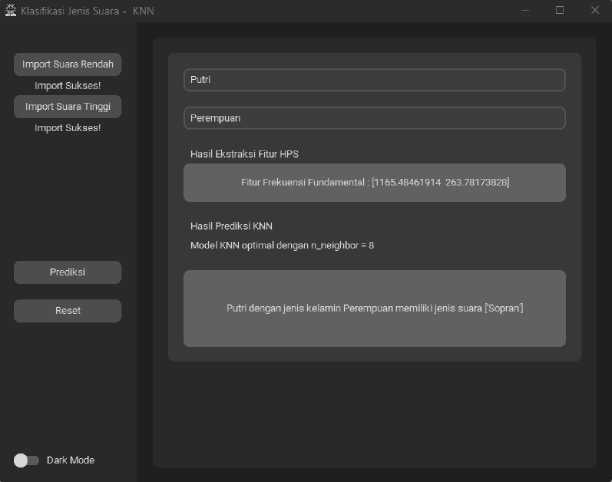 Klasifikasi Jenis Suara - KNN
Import Suara Rendah
Import Sukses!
Import Suara Tinggi
Import Sukses!
Prediksi
Reset
Dark Mode
Putri
Perempuan
Hasil Ekstraksi Fitur HPS
Fitur Frekuensi Fundamental : [1165.48461914 263.78173828]
Hasil Prediksi KNN
Model KNN optimal dengan n_neighbor = 8
Putri dengan jenis kelamin Perempuan memiliki jenis suara ['Sopran']